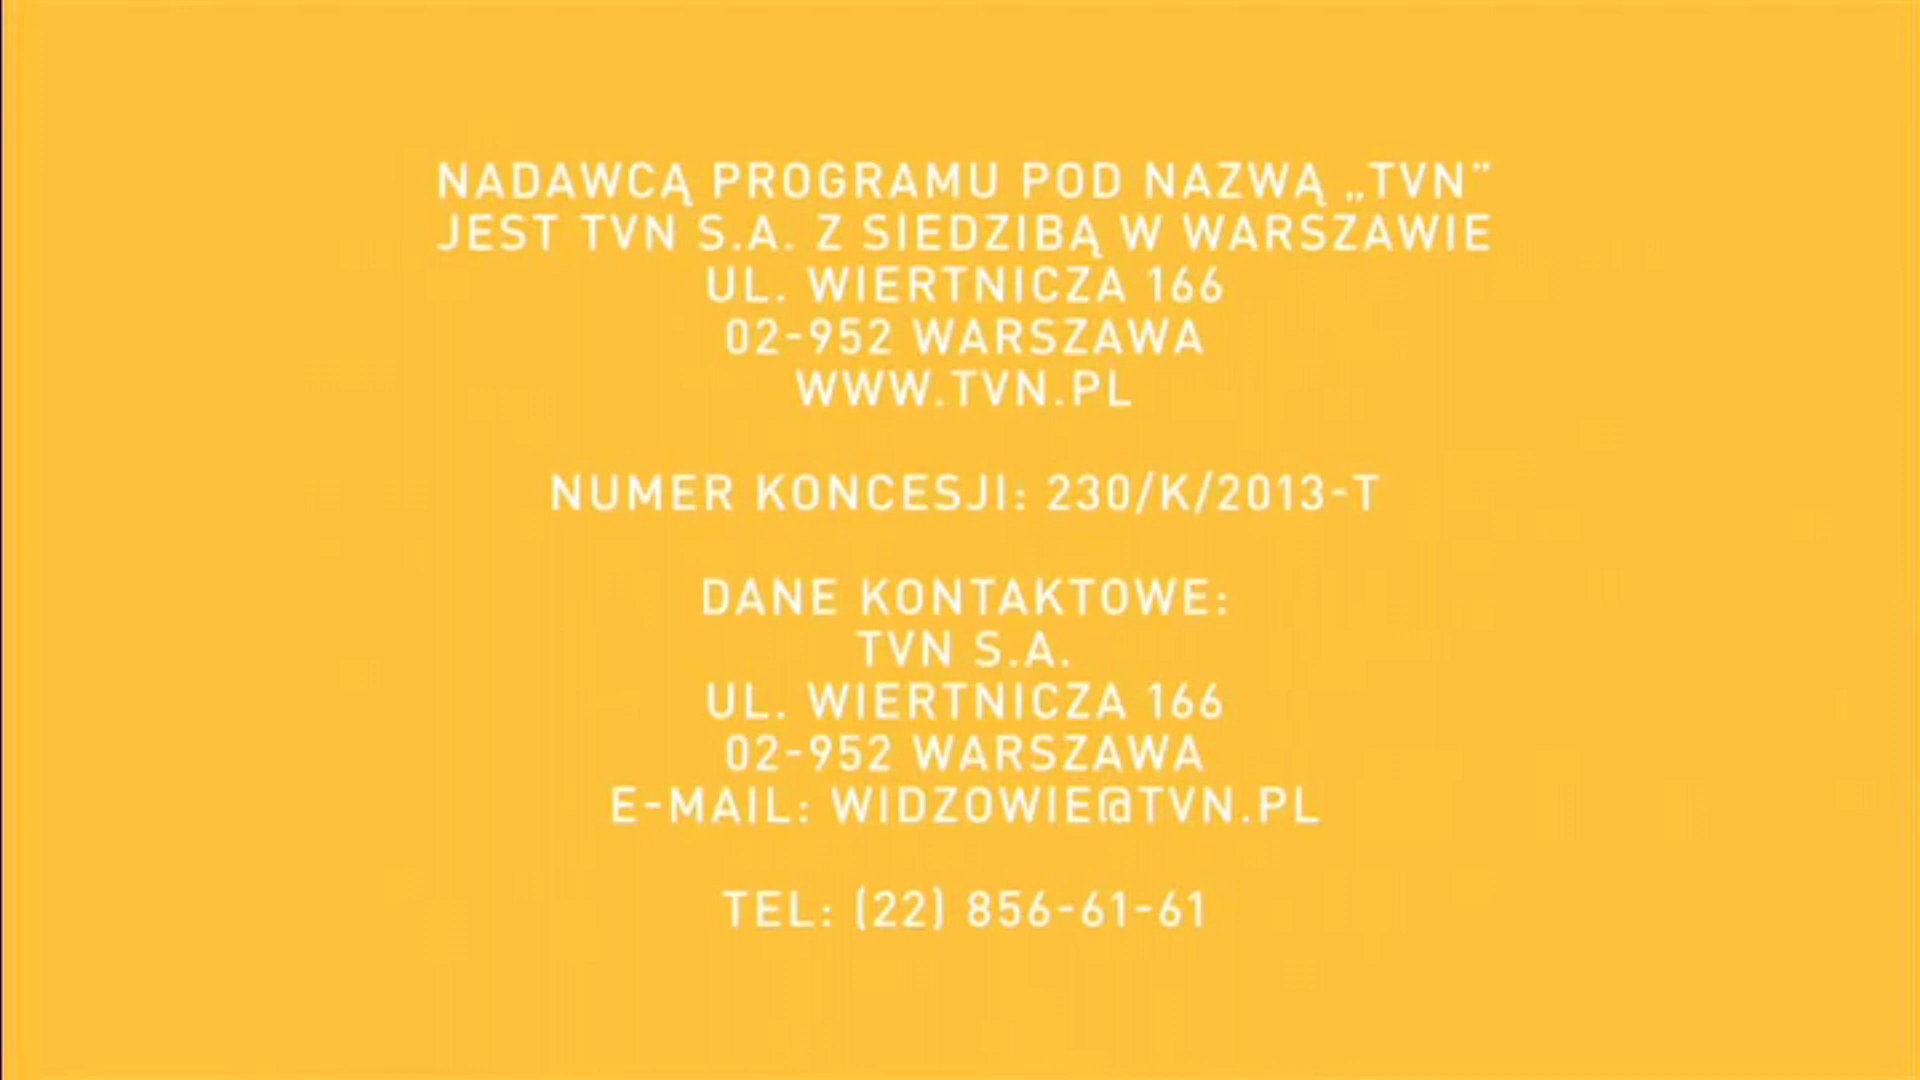 NADAWCĄ PROGRAMU POD NAZWĄ „TVN”
JEST TVN S.A. Z SIEDZIBĄ W WARSZAWIE
UL. WIERTNICZA 166
02-952 WARSZAWA
WWW.TVN.PL
NUMER KONCESJI: 230/K/2013-T
DANE KONTAKTOWE:
TVN S.A.
UL. WIERTNICZA 166
02-952 WARSZAWA
E-MAIL: WIDZOWIE@TVN.PL
TEL: (22) 856-61-61